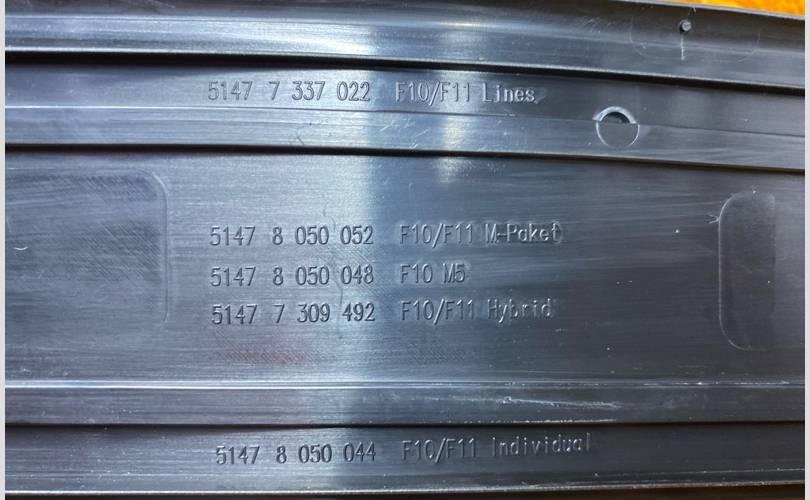 5147 7 337 022 F10/F11 Lines
5147 8 050 052 F10/F11 M-Paket
5147 8 050 048 F10 M5
5147 7 309 492 F10/F11 Hybrid
5147 8 050 044 F10/F11 Individual